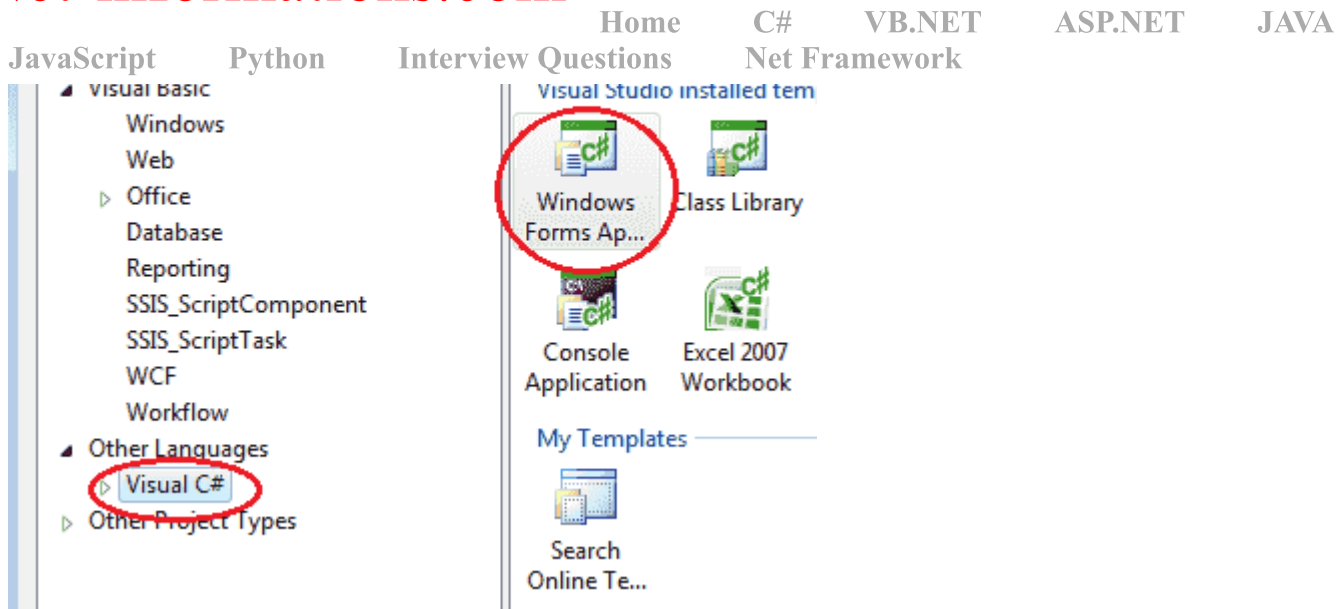 Home C# VB.NET ASP.NET JAVA
JavaScript Python Interview Questions Net Framework
Visual Basic
Windows
Web
Office
Database
Reporting
SSIS_ScriptComponent
SSIS_ScriptTask
WCF
Workflow
Other Languages
Visual C#
Other Project Types
Visual Studio installed tem
Windows
Forms Ap...
Class Library
Console
Application
Excel 2007
Workbook
My Templates
Search
Online Te...